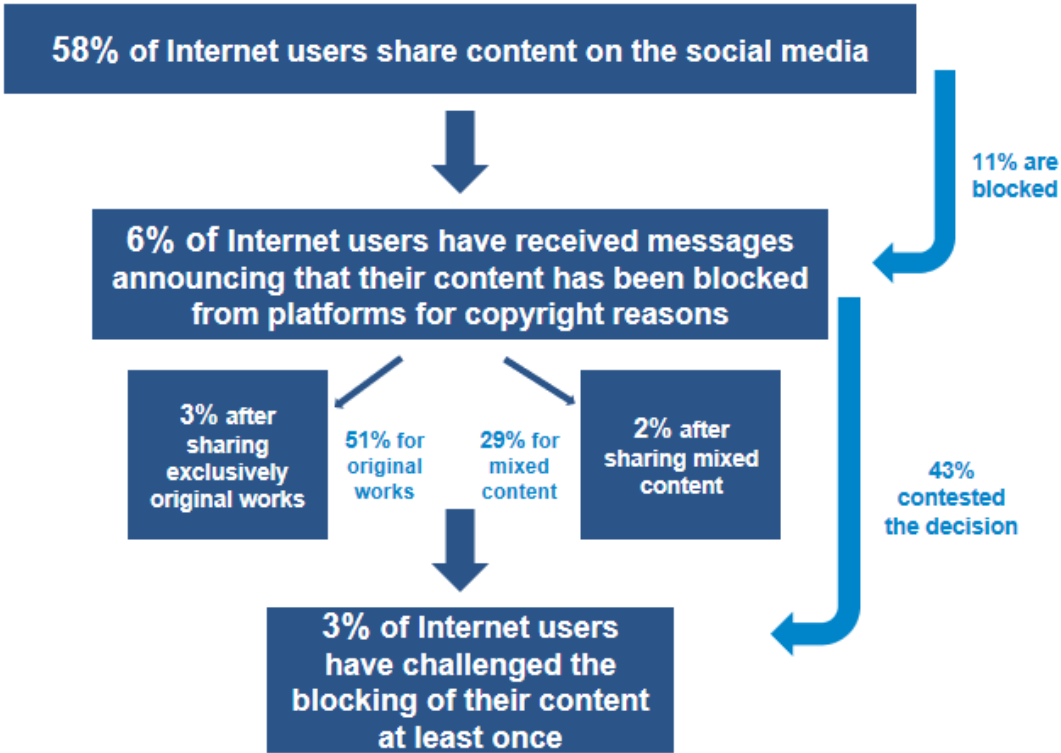 58% of Internet users share content on the social media
11% are
blocked
6% of Internet users have received messages
announcing that their content has been blocked
from platforms for copyright reasons
3% after
sharing
exclusively
original works
51% for
original
works
29% for
mixed
content
2% after
sharing mixed
content
43%
contested
the decision
3% of Internet users
have challenged the
blocking of their content
at least once